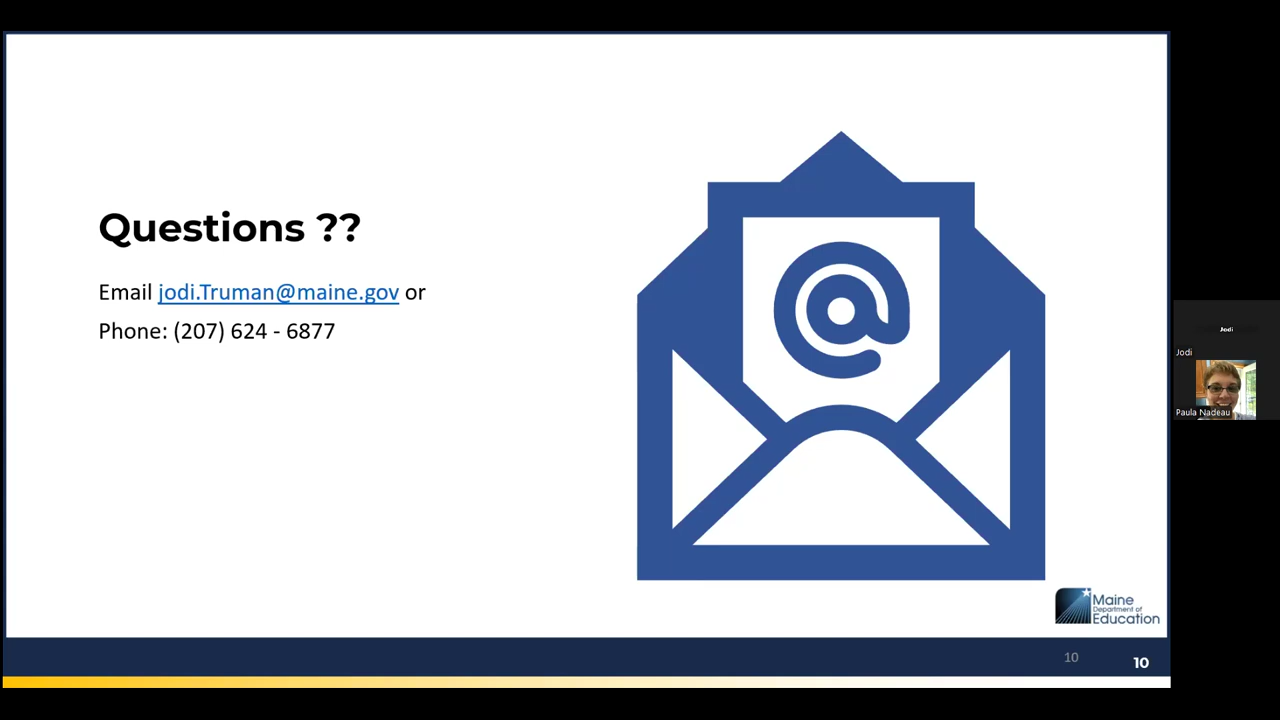 Questions ??
Email jodi.Truman@maine.gov or
Phone: (207) 624 - 6877
@
Maine
Department of
Education
10
10
Jodi
Jodi
Paula Nadeau